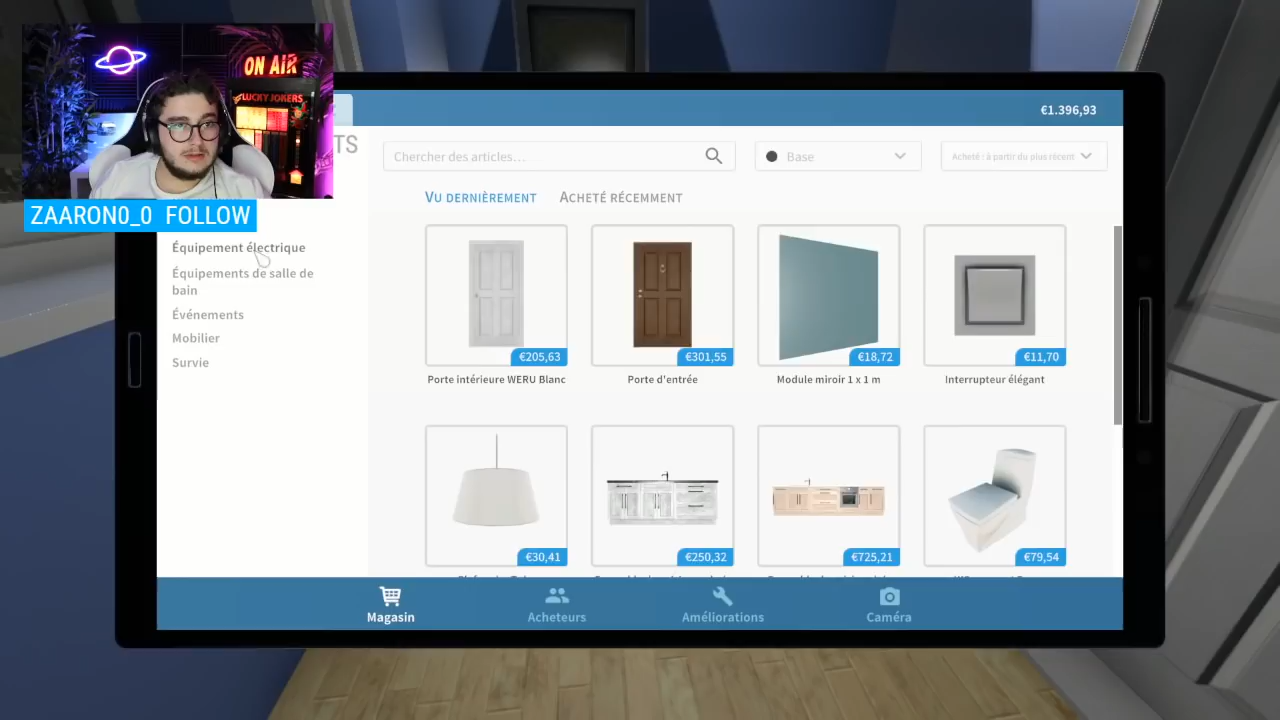 ON AIR
LUCKY JOKERS
ZAARON0_0 FOLLOW
€1.396,93
TS
Chercher des articles...
Base
Acheté : à partir du plus récent
VU DERNIÈREMENT
ACHETÉ RÉCEMMENT
Équipement électrique
Équipements de salle de
bain
Événements
Mobilier
Survie
€205,63
€301,55
€18,72
€11,70
Porte intérieure WERU Blanc
Porte d'entrée
Module miroir 1 x 1 m
Interrupteur élégant
€30,41
€250,32
€725,21
€79,54
Magasin
Acheteurs
Améliorations
Caméra